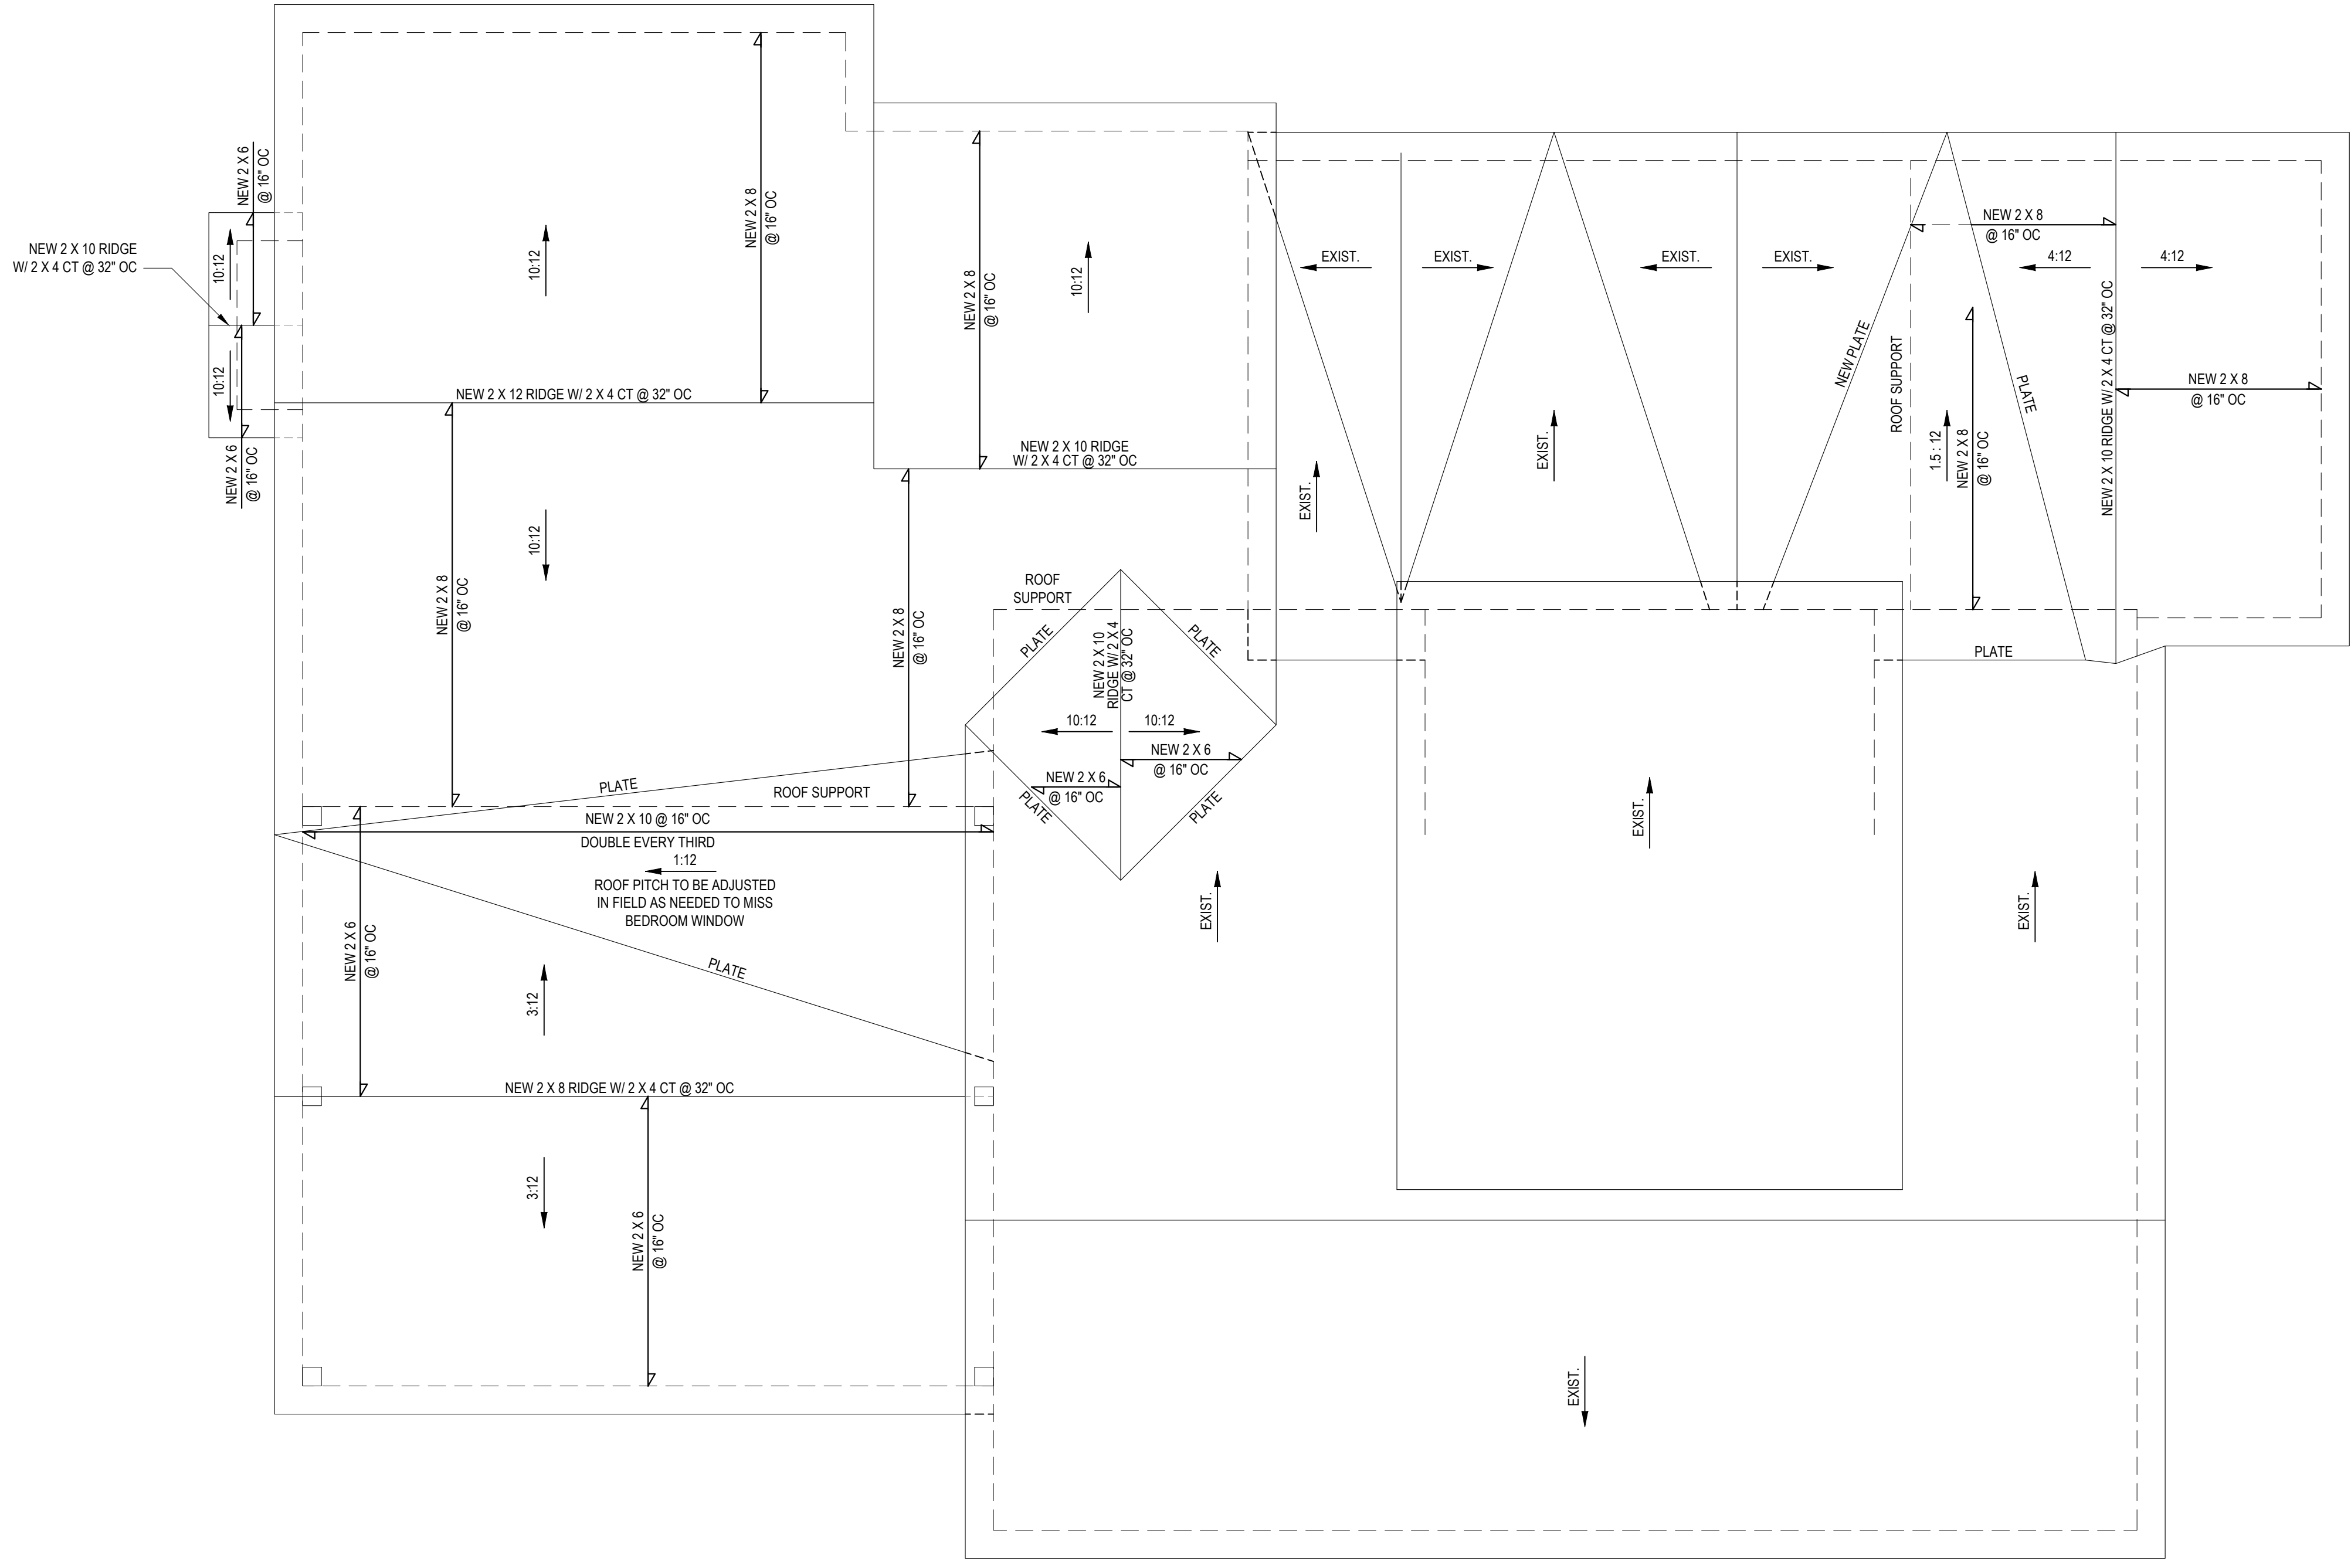 NEW 2 X 6
@ 16" OC
NEW 2 X 10 RIDGE
W/ 2 X 4 CT @ 32" OC
10:12
10:12
NEW 2 X 6
@ 16" OC
10:12
NEW 2 X 8
@ 16" OC
NEW 2 X 12 RIDGE W/ 2 X 4 CT @ 32" OC
NEW 2 X 8
@ 16" OC
10:12
NEW 2 X 10 RIDGE
W/ 2 X 4 CT @ 32" OC
10:12
NEW 2 X 8
@ 16" OC
NEW 2 X 8
@ 16" OC
EXIST.
EXIST.
EXIST.
EXIST.
EXIST.
EXIST.
NEW PLATE
ROOF SUPPORT
NEW 2 X 8
@ 16" OC
4:12
4:12
1.5 : 12
NEW 2 X 8
@ 16" OC
PLATE
NEW 2 X 10 RIDGE W/ 2 X 4 CT @ 32" OC
NEW 2 X 8
@ 16" OC
PLATE
ROOF
SUPPORT
PLATE
NEW 2 X 10
RIDGE W/ 2 X 4
CT @ 32" OC
PLATE
10:12
10:12
NEW 2 X 6
@ 16" OC
NEW 2 X 6
@ 16" OC
PLATE
PLATE
PLATE
ROOF SUPPORT
NEW 2 X 10 @ 16" OC
DOUBLE EVERY THIRD
1:12
ROOF PITCH TO BE ADJUSTED
IN FIELD AS NEEDED TO MISS
BEDROOM WINDOW
NEW 2 X 6
@ 16" OC
PLATE
3:12
NEW 2 X 8 RIDGE W/ 2 X 4 CT @ 32" OC
3:12
NEW 2 X 6
@ 16" OC
EXIST.
EXIST.
EXIST.
EXIST.